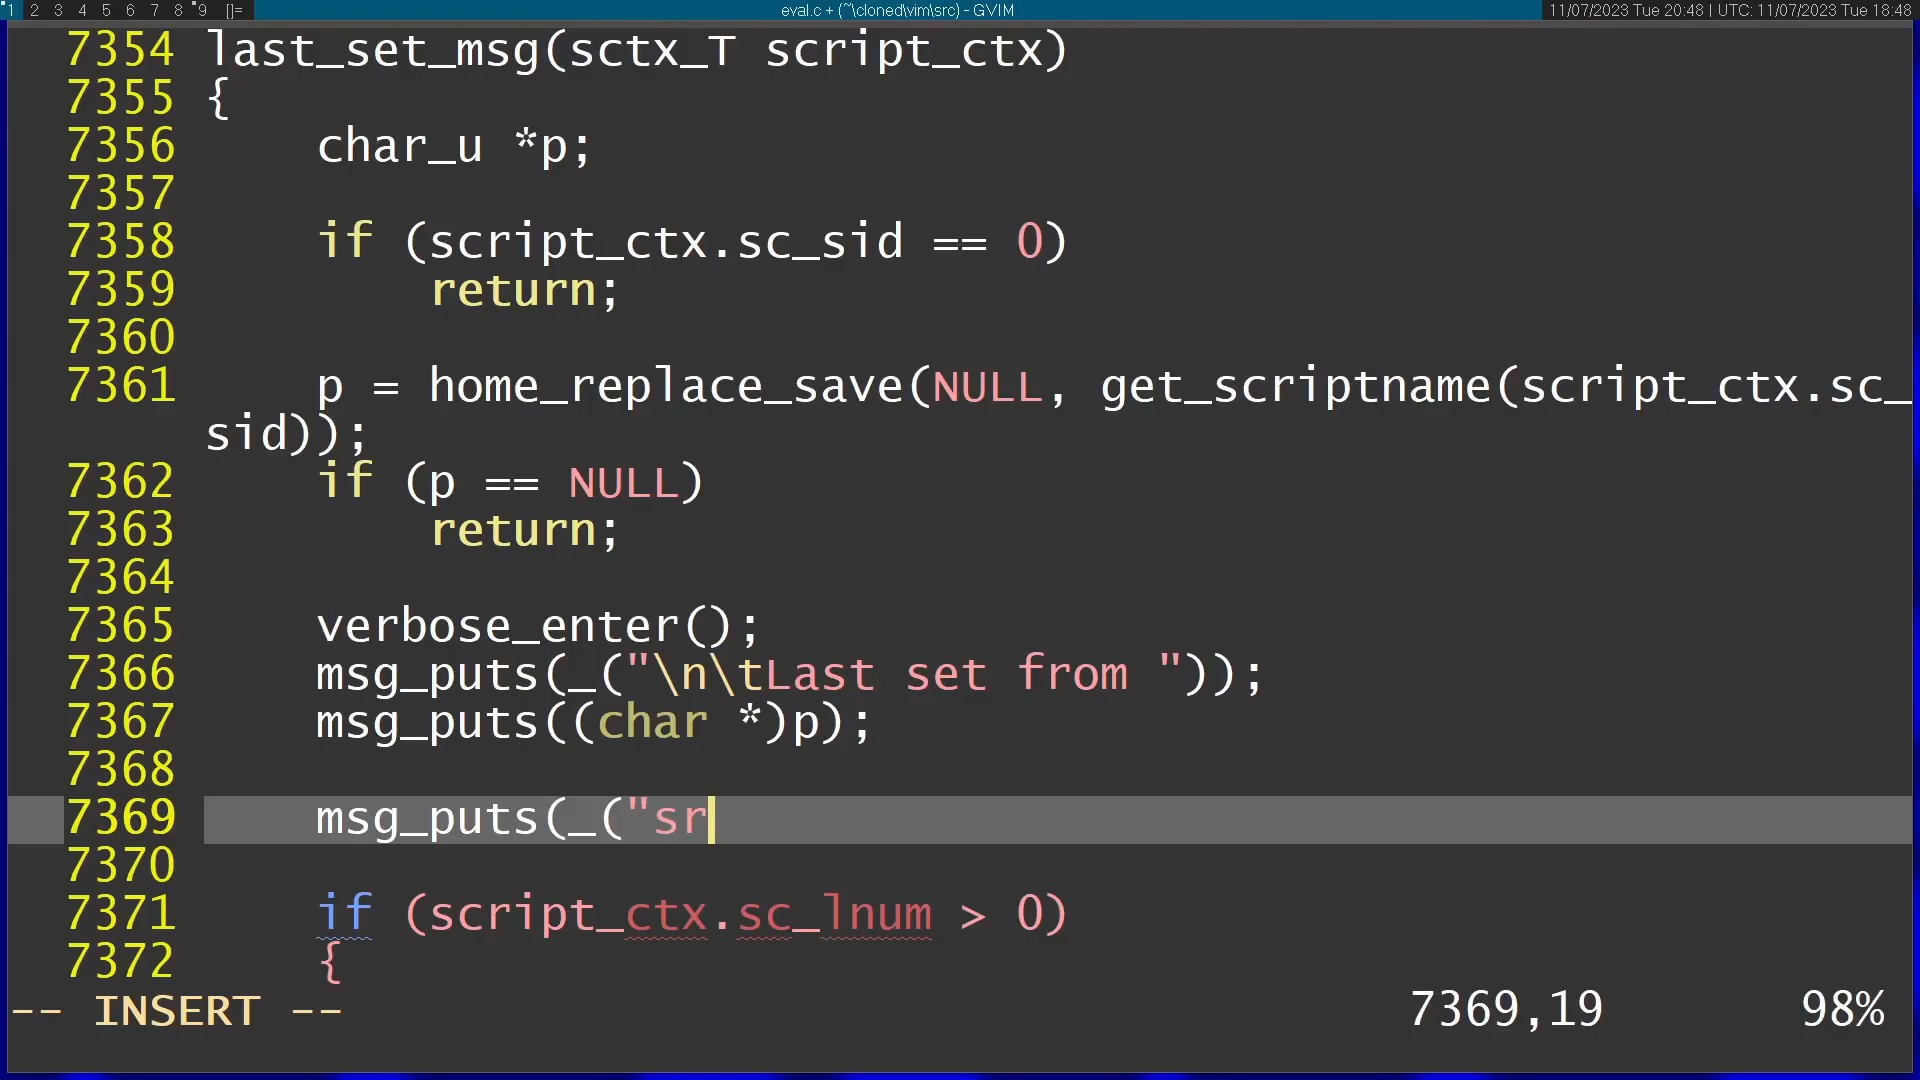 1 2 3 4 5 6 7 8 9 []= eval.c + (~\cloned\vim\src) - GVIM 11/07/2023 Tue 20:48 | UTC: 11/07/2023 Tue 18:48
7354 last_set_msg(sctx_T script_ctx)
7355 {
7356 char_u *p;
7357
7358 if (script_ctx.sc_sid == 0)
7359 return;
7360
7361 p = home_replace_save(NULL, get_scriptname(script_ctx.sc_
sid));
7362 if (p == NULL)
7363 return;
7364
7365 verbose_enter();
7366 msg_puts(_("\n\tLast set from "));
7367 msg_puts((char *)p);
7368
7369 msg_puts(_("sr
7370
7371 if (script_ctx.sc_lnum > 0)
7372 {
-- INSERT -- 7369,19 98%